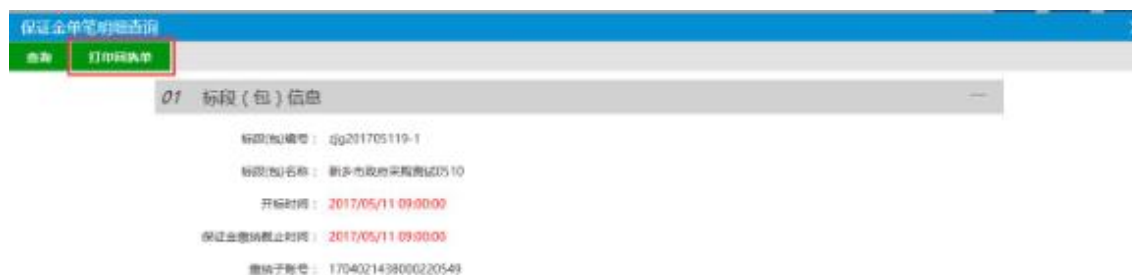 保证金单笔明细查询
查询 打印回执单
01 标段（包）信息
标段(包)编号： zjg201705119-1
标段(包)名称： 新乡市政府采购测试0510
开标时间： 2017/05/11 09:00:00
保证金缴纳截止时间： 2017/05/11 09:00:00
缴纳子账号： 1704021438000220549